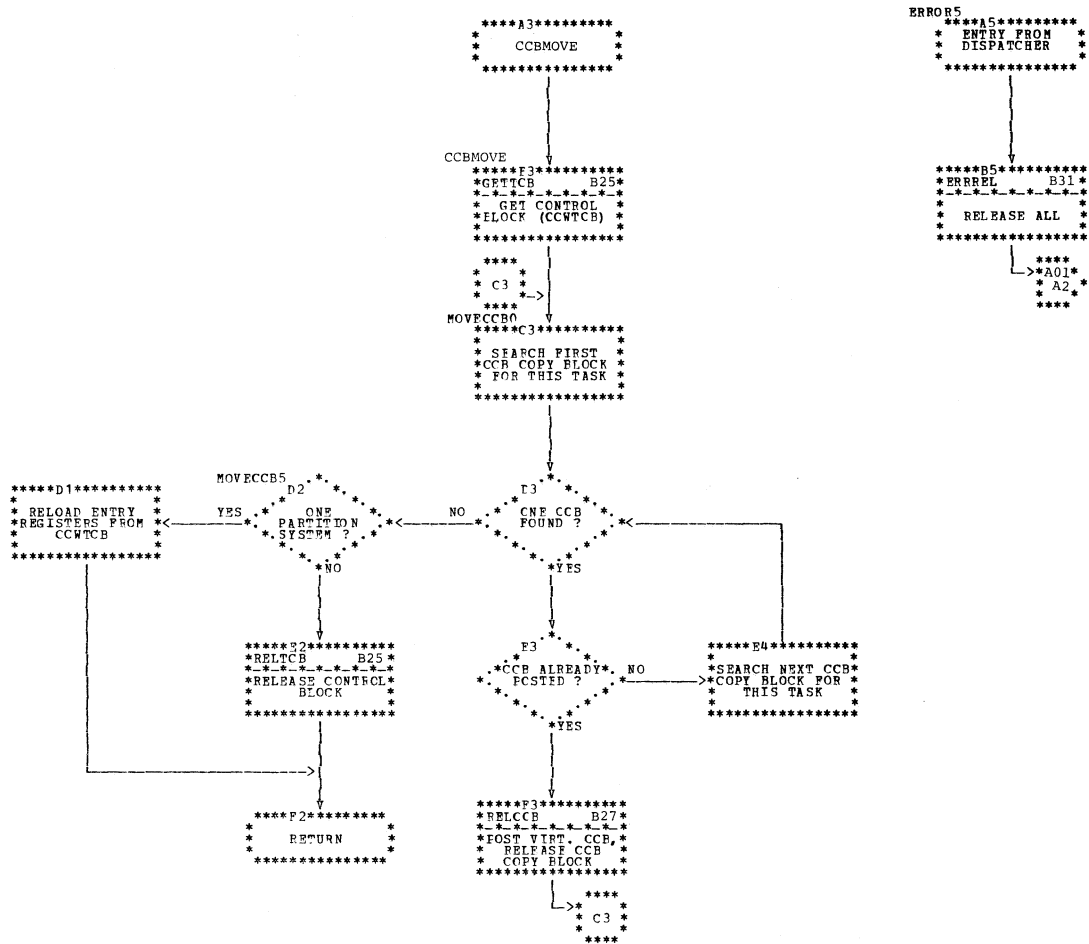 ERROR5
A3
CCBMOVE
A5
ENTRY FROM
DISPATCHER
CCBMOVE
B3
GETTCB B25
GET CONTROL
BLOCK (CCWTCB)
B5
ERRREL B31
RELEASE ALL
C3
A01
A2
MOVECCB0
C3
SEARCH FIRST
CCB COPY BLOCK
FOR THIS TASK
D1
RELOAD ENTRY
REGISTERS FROM
CCWTCB
YES
MOVECCB5
D2
ONE
PARTITION
SYSTEM ?
NO
NO
D3
ONE CCB
FOUND ?
YES
E2
RELTCB B25
RELEASE CONTROL
BLOCK
E3
CCB ALREADY
POSTED ?
NO
YES
E4
SEARCH NEXT CCB
COPY BLOCK FOR
THIS TASK
F2
RETURN
F3
RELCCB B27
POST VIRT. CCB,
RELEASE CCB
COPY BLOCK
C3